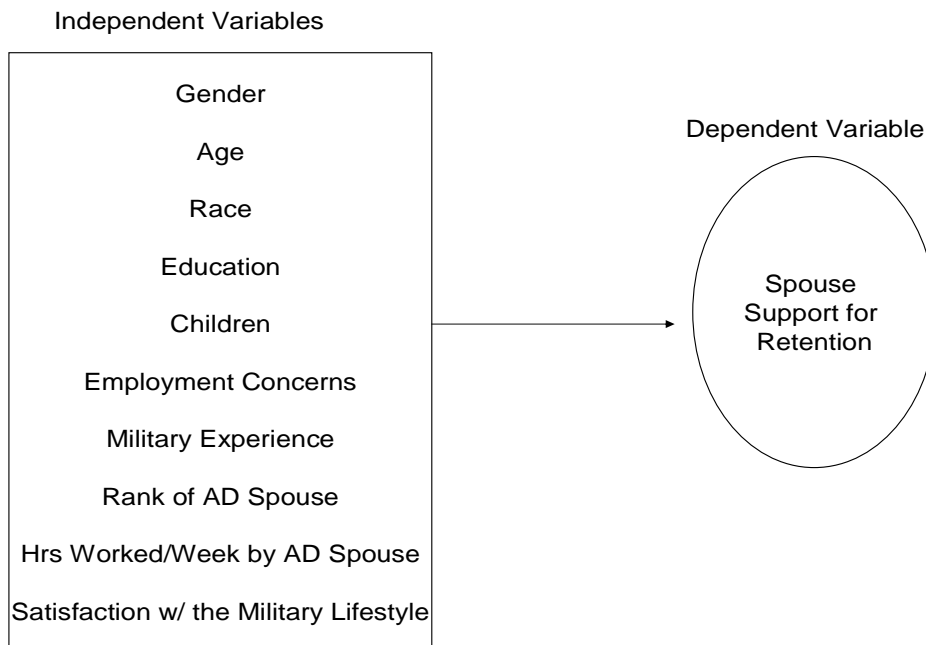 Independent Variables
Gender
Age
Race
Education
Children
Employment Concerns
Military Experience
Rank of AD Spouse
Hrs Worked/Week by AD Spouse
Satisfaction w/ the Military Lifestyle
Dependent Variable
Spouse
Support for
Retention